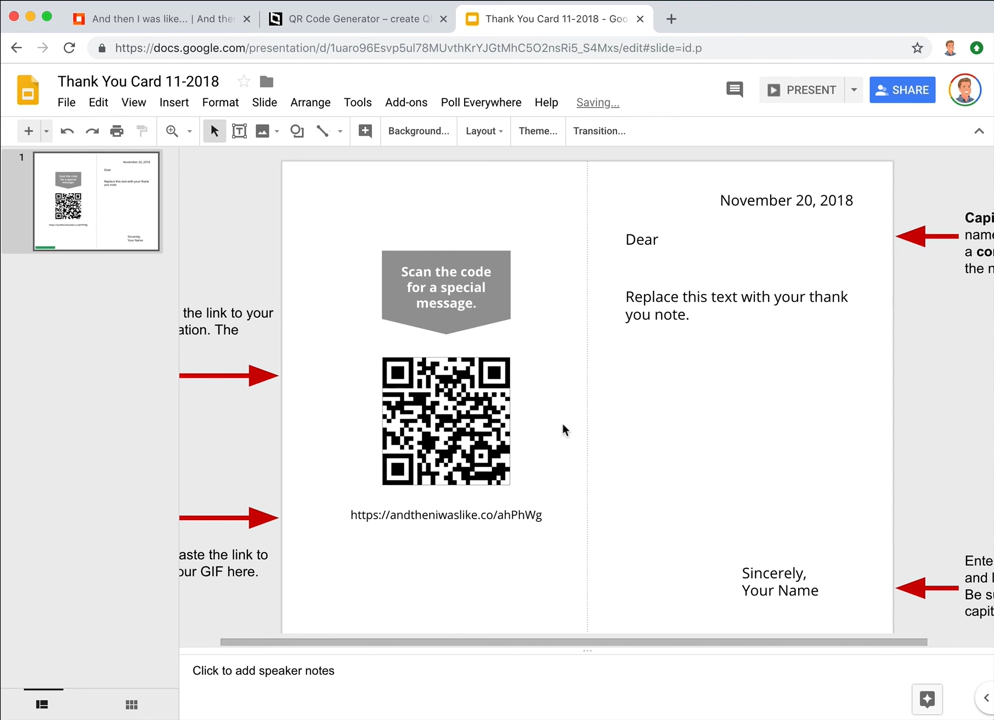 And then I was like... | And ther
QR Code Generator – create Q
Thank You Card 11-2018 - Goo
https://docs.google.com/presentation/d/1uaro96Esvp5ul78MUvthKrYJGtMhC5O2nsRi5_S4Mxs/edit#slide=id.p
Thank You Card 11-2018
File Edit View Insert Format Slide Arrange Tools Add-ons Poll Everywhere Help Saving...
PRESENT
SHARE
Background... Layout Theme... Transition...
1
November 20, 2018
Dear
Scan the code
for a special
message.
Replace this text with your thank
you note.
the link to your
ation. The
https://andtheniwaslike.co/ahPhWg
aste the link to
our GIF here.
Sincerely,
Your Name
Capi
name
a co
the n
Ente
and l
Be su
capit
Click to add speaker notes